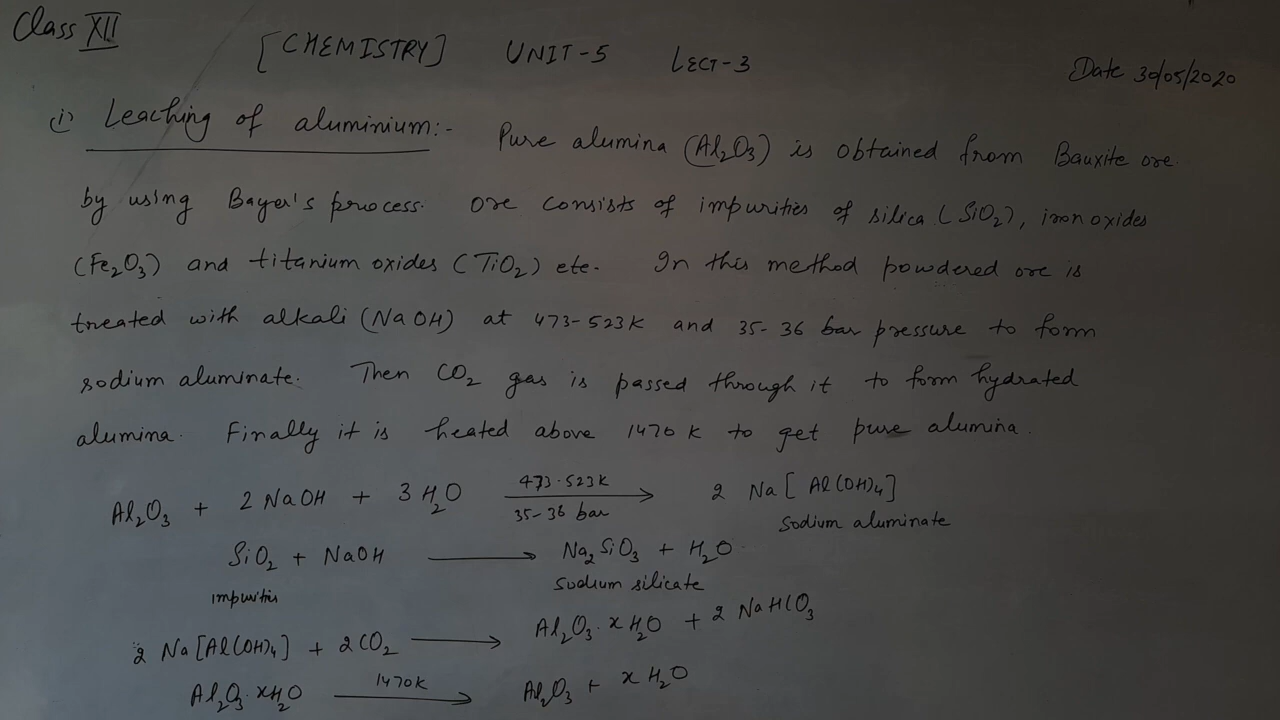 Class XII
[CHEMISTRY] UNIT-5 LECT-3
Date 30/05/2020
i) Leaching of aluminium:- Pure alumina (Al₂O₃) is obtained from Bauxite ore
by using Bayer's process. ore consists of impurities of silica (SiO₂), iron oxides
(Fe₂O₃) and titanium oxides (TiO₂) etc. In this method powdered ore is
treated with alkali (NaOH) at 473-523K and 35-36 bar pressure to form
sodium aluminate. Then CO₂ gas is passed through it to form hydrated
alumina. Finally it is heated above 1470 K to get pure alumina.
473-523K
Al₂O₃ + 2 NaOH + 3 H₂O ⟶ 2 Na[Al(OH)₄]
35-36 bar
Sodium aluminate
SiO₂ + NaOH ⟶ Na₂SiO₃ + H₂O
impurities Sodium silicate
2 Na[Al(OH)₄] + 2CO₂ ⟶ Al₂O₃·xH₂O + 2 NaHCO₃
1470K
Al₂O₃·xH₂O ⟶ Al₂O₃ + xH₂O